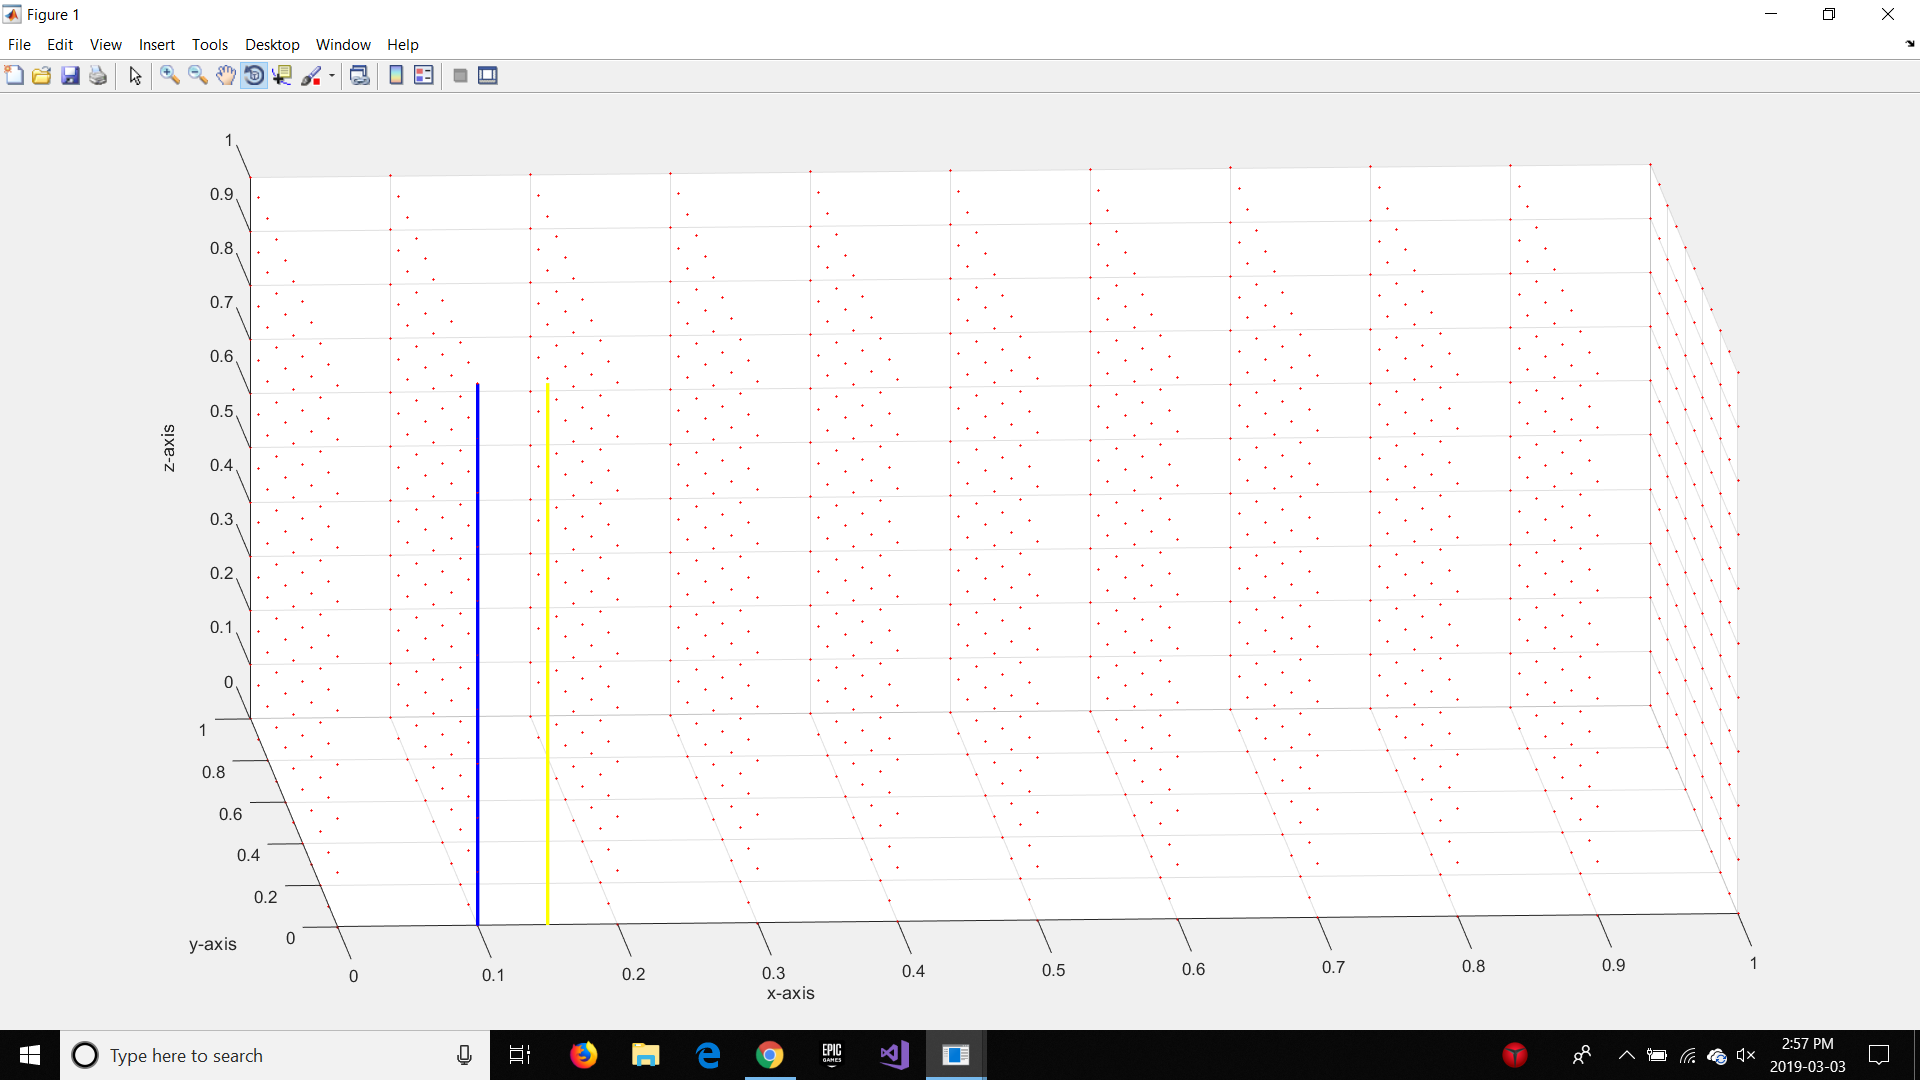 Figure 1
File Edit View Insert Tools Desktop Window Help
1
0.9
0.8
0.7
0.6
0.5
0.4
0.3
0.2
0.1
0
z-axis
1
0.8
0.6
0.4
0.2
0
y-axis
0 0.1 0.2 0.3 0.4 0.5 0.6 0.7 0.8 0.9 1
x-axis
Type here to search
EPIC
GAMES
2:57 PM
2019-03-03